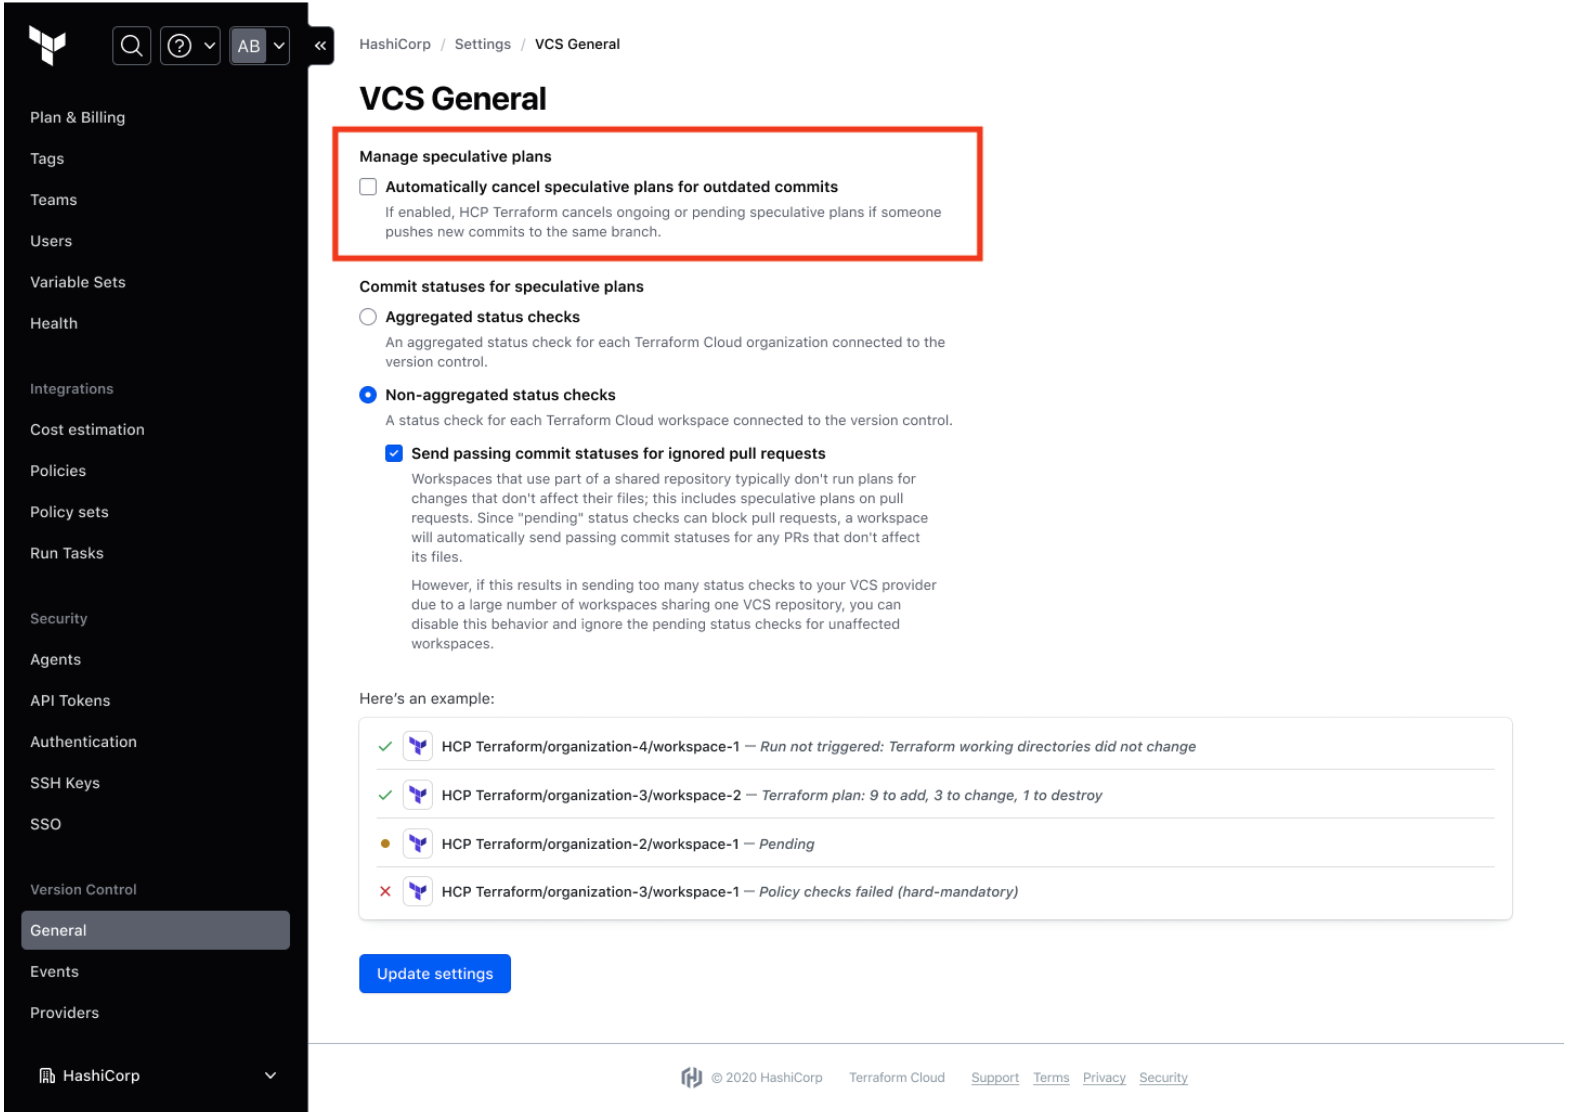 AB
HashiCorp / Settings / VCS General
VCS General
Plan & Billing
Tags
Teams
Users
Variable Sets
Health
Integrations
Cost estimation
Policies
Policy sets
Run Tasks
Security
Agents
API Tokens
Authentication
SSH Keys
SSO
Version Control
General
Events
Providers
HashiCorp
Manage speculative plans
Automatically cancel speculative plans for outdated commits
If enabled, HCP Terraform cancels ongoing or pending speculative plans if someone
pushes new commits to the same branch.
Commit statuses for speculative plans
Aggregated status checks
An aggregated status check for each Terraform Cloud organization connected to the
version control.
Non-aggregated status checks
A status check for each Terraform Cloud workspace connected to the version control.
Send passing commit statuses for ignored pull requests
Workspaces that use part of a shared repository typically don't run plans for
changes that don't affect their files; this includes speculative plans on pull
requests. Since "pending" status checks can block pull requests, a workspace
will automatically send passing commit statuses for any PRs that don't affect
its files.
However, if this results in sending too many status checks to your VCS provider
due to a large number of workspaces sharing one VCS repository, you can
disable this behavior and ignore the pending status checks for unaffected
workspaces.
Here's an example:
HCP Terraform/organization-4/workspace-1 — Run not triggered: Terraform working directories did not change
HCP Terraform/organization-3/workspace-2 — Terraform plan: 9 to add, 3 to change, 1 to destroy
HCP Terraform/organization-2/workspace-1 — Pending
HCP Terraform/organization-3/workspace-1 — Policy checks failed (hard-mandatory)
Update settings
© 2020 HashiCorp Terraform Cloud Support Terms Privacy Security